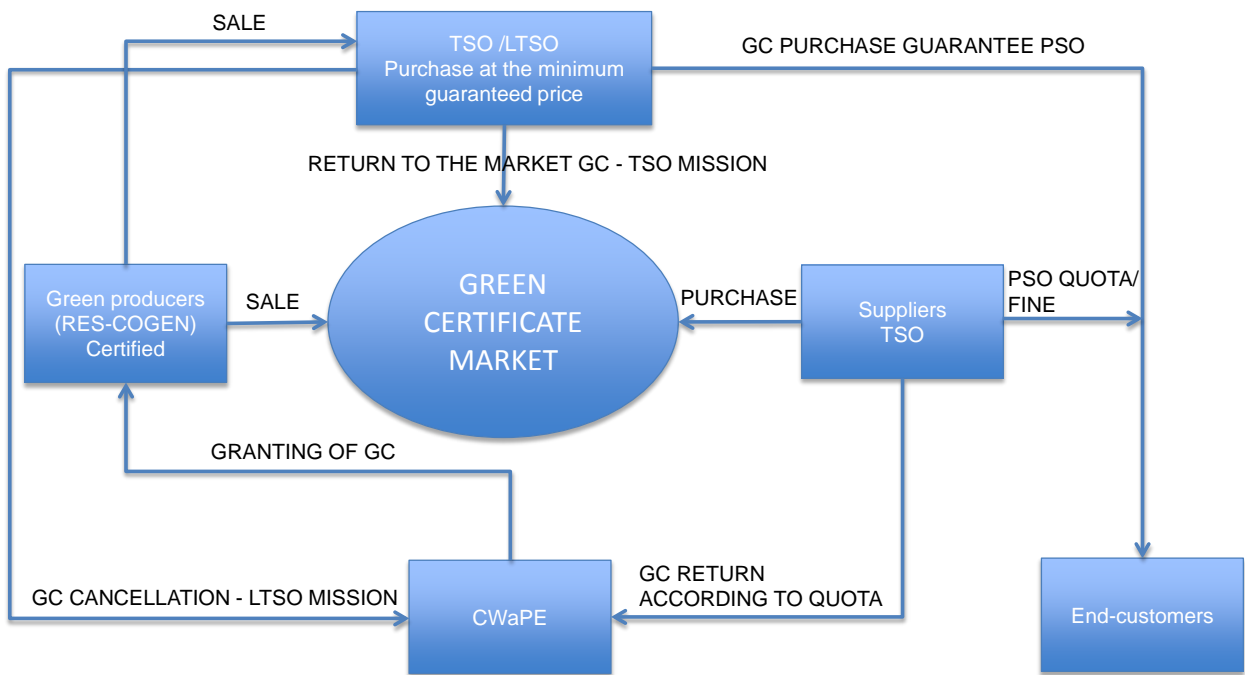 SALE
TSO /LTSO
Purchase at the minimum
guaranteed price
GC PURCHASE GUARANTEE PSO
RETURN TO THE MARKET GC - TSO MISSION
Green producers
(RES-COGEN)
Certified
SALE
GREEN
CERTIFICATE
MARKET
PURCHASE
Suppliers
TSO
PSO QUOTA/
FINE
GRANTING OF GC
GC CANCELLATION - LTSO MISSION
CWaPE
GC RETURN
ACCORDING TO QUOTA
End-customers